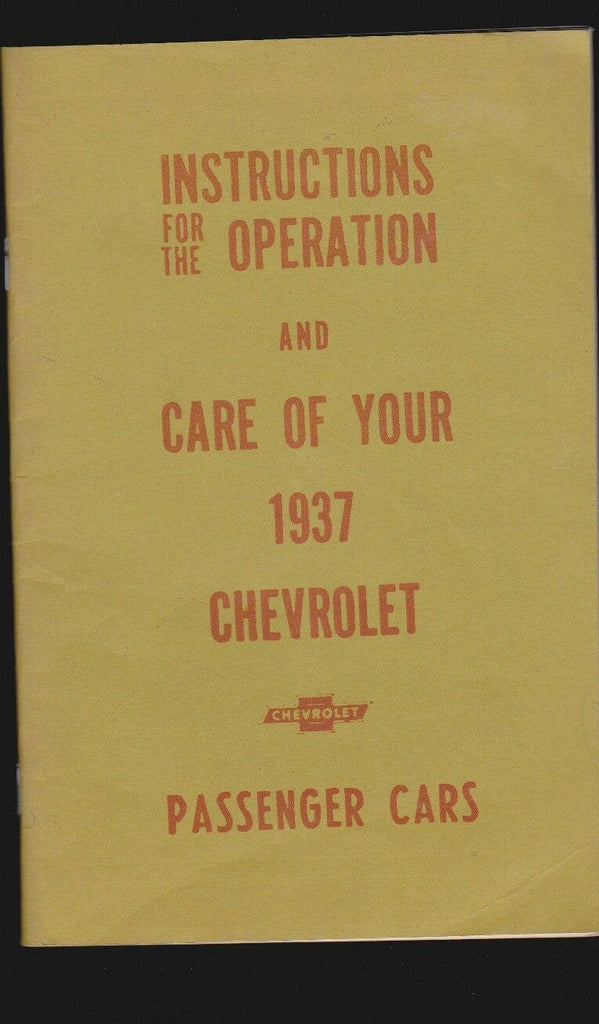 INSTRUCTIONS
FOR THE OPERATION
AND
CARE OF YOUR
1937
CHEVROLET
CHEVROLET
PASSENGER CARS